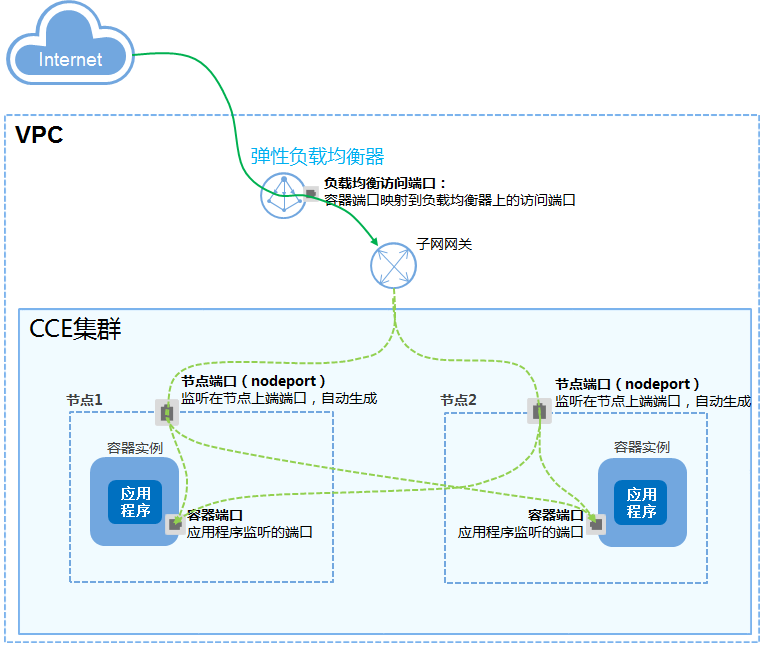 Internet
VPC
弹性负载均衡器
负载均衡访问端口：
容器端口映射到负载均衡器上的访问端口
子网网关
CCE集群
节点端口（nodeport）
监听在节点上端端口，自动生成
节点端口（nodeport）
监听在节点上端端口，自动生成
节点1
节点2
容器实例
容器实例
应用
程序
应用
程序
容器端口
应用程序监听的端口
容器端口
应用程序监听的端口